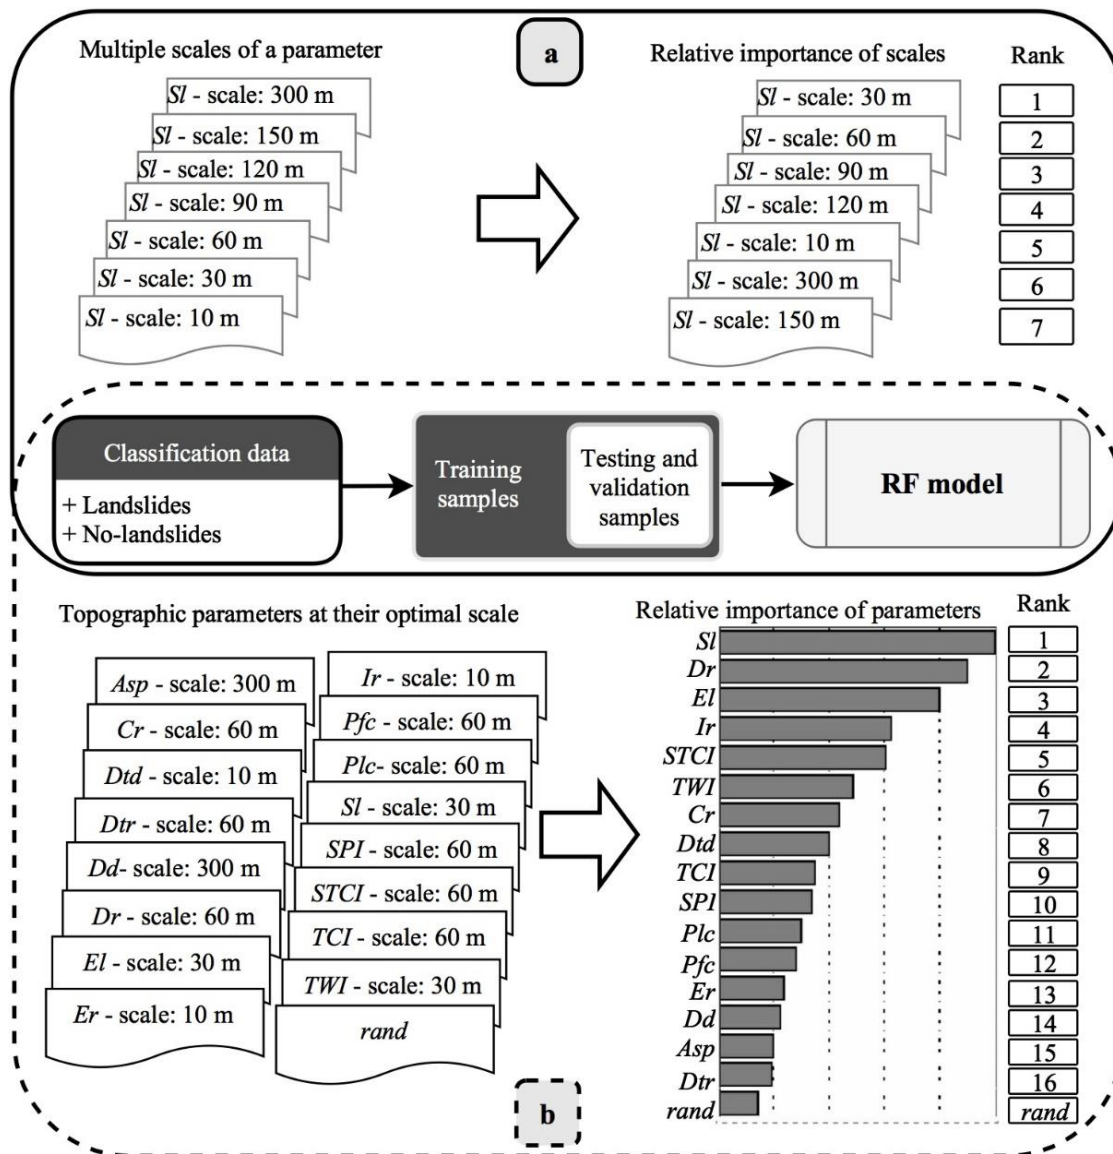 a
Multiple scales of a parameter
Sl - scale: 300 m
Sl - scale: 150 m
Sl - scale: 120 m
Sl - scale: 90 m
Sl - scale: 60 m
Sl - scale: 30 m
Sl - scale: 10 m
Relative importance of scales
Rank
Sl - scale: 30 m
1
Sl - scale: 60 m
2
Sl - scale: 90 m
3
Sl - scale: 120 m
4
Sl - scale: 10 m
5
Sl - scale: 300 m
6
Sl - scale: 150 m
7
Classification data
+ Landslides
+ No-landslides
Training
samples
Testing and
validation
samples
RF model
Topographic parameters at their optimal scale
Asp - scale: 300 m
Cr - scale: 60 m
Dtd - scale: 10 m
Dtr - scale: 60 m
Dd- scale: 300 m
Dr - scale: 60 m
El - scale: 30 m
Er - scale: 10 m
Ir - scale: 10 m
Pfc - scale: 60 m
Plc- scale: 60 m
Sl - scale: 30 m
SPI - scale: 60 m
STCI - scale: 60 m
TCI - scale: 60 m
TWI - scale: 30 m
rand
Relative importance of parameters
Rank
Sl
1
Dr
2
El
3
Ir
4
STCI
5
TWI
6
Cr
7
Dtd
8
TCI
9
SPI
10
Plc
11
Pfc
12
Er
13
Dd
14
Asp
15
Dtr
16
rand
rand
b